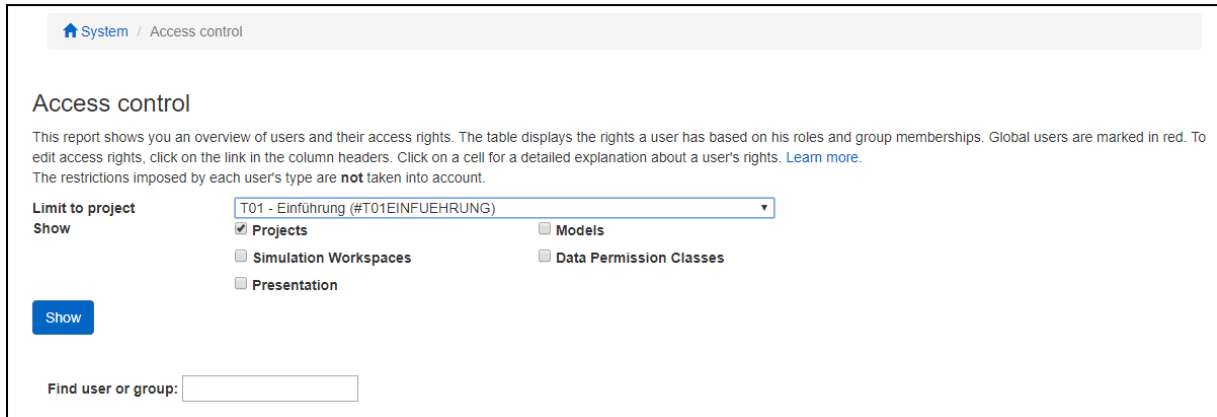 System / Access control
Access control
This report shows you an overview of users and their access rights. The table displays the rights a user has based on his roles and group memberships. Global users are marked in red. To
edit access rights, click on the link in the column headers. Click on a cell for a detailed explanation about a user's rights. Learn more.
The restrictions imposed by each user's type are not taken into account.
Limit to project T01 - Einführung (#T01EINFUEHRUNG)
Show Projects Models
Simulation Workspaces Data Permission Classes
Presentation
Show
Find user or group: